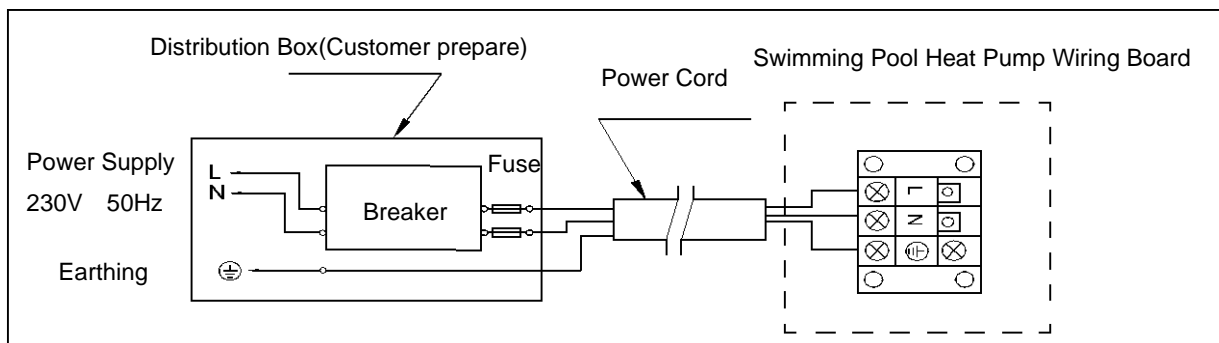 Distribution Box(Customer prepare)
Swimming Pool Heat Pump Wiring Board
Power Cord
Power Supply
230V 50Hz
L
N
Fuse
Breaker
Earthing
L
N